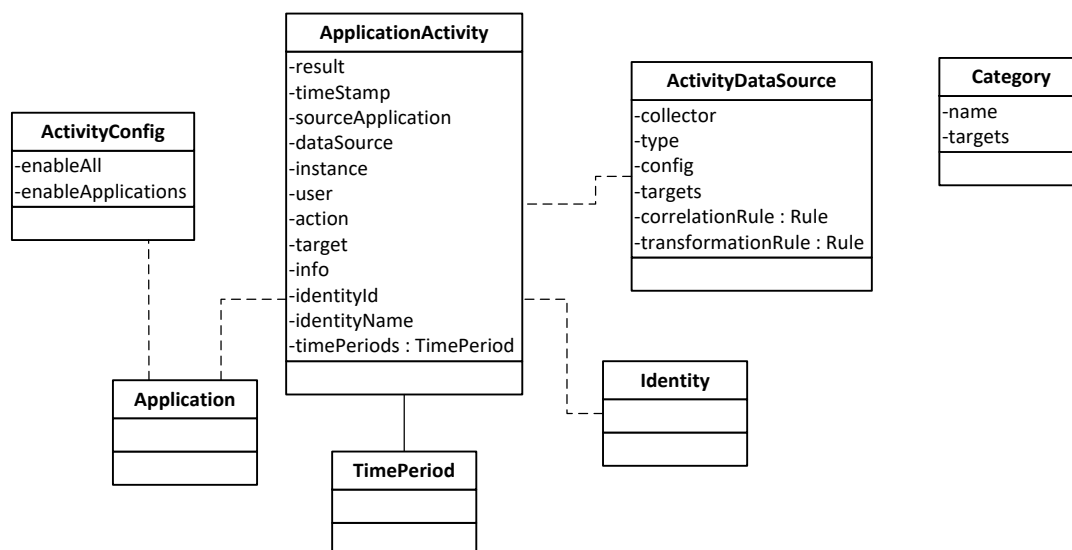 ApplicationActivity
-result
-timeStamp
-sourceApplication
-dataSource
-instance
-user
-action
-target
-info
-identityId
-identityName
-timePeriods : TimePeriod
ActivityDataSource
-collector
-type
-config
-targets
-correlationRule : Rule
-transformationRule : Rule
Category
-name
-targets
ActivityConfig
-enableAll
-enableApplications
Application
Identity
TimePeriod